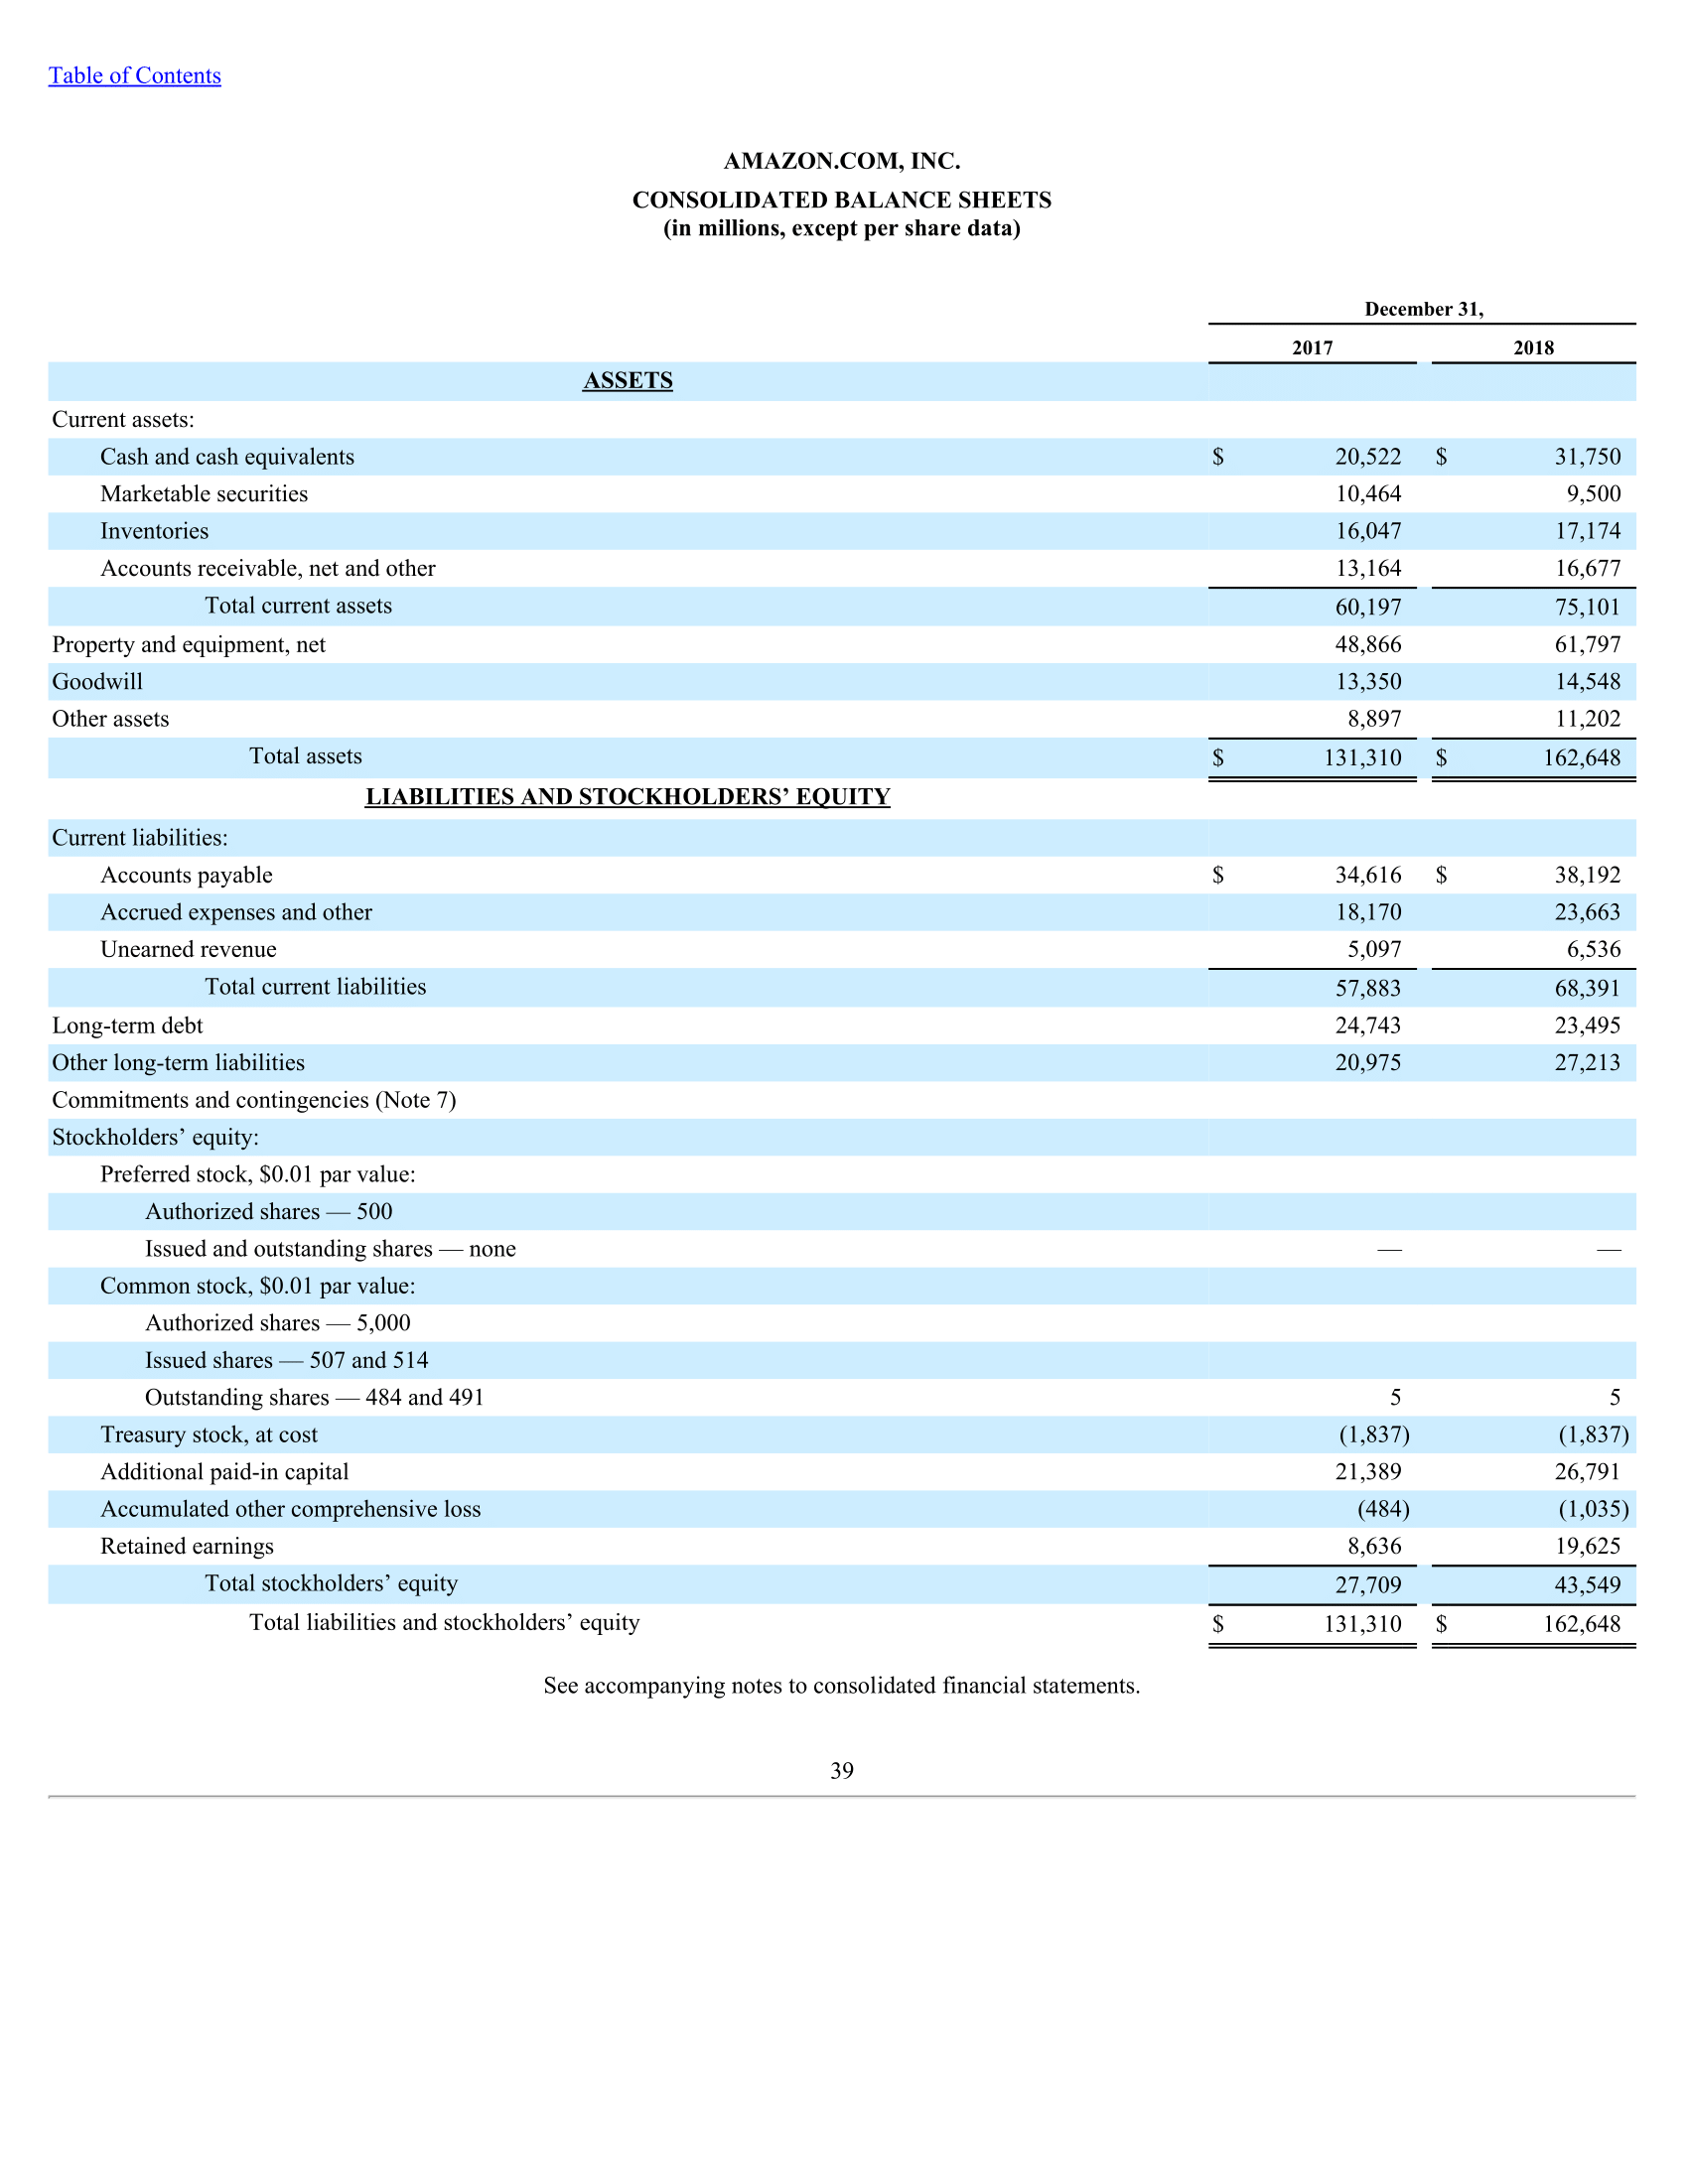 Table of Contents
AMAZON.COM, INC.
CONSOLIDATED BALANCE SHEETS
(in millions, except per share data)
December 31,
2017 2018
ASSETS
Current assets:
Cash and cash equivalents $ 20,522 $ 31,750
Marketable securities 10,464 9,500
Inventories 16,047 17,174
Accounts receivable, net and other 13,164 16,677
Total current assets 60,197 75,101
Property and equipment, net 48,866 61,797
Goodwill 13,350 14,548
Other assets 8,897 11,202
Total assets $ 131,310 $ 162,648
LIABILITIES AND STOCKHOLDERS’ EQUITY
Current liabilities:
Accounts payable $ 34,616 $ 38,192
Accrued expenses and other 18,170 23,663
Unearned revenue 5,097 6,536
Total current liabilities 57,883 68,391
Long-term debt 24,743 23,495
Other long-term liabilities 20,975 27,213
Commitments and contingencies (Note 7)
Stockholders’ equity:
Preferred stock, $0.01 par value:
Authorized shares — 500
Issued and outstanding shares — none — —
Common stock, $0.01 par value:
Authorized shares — 5,000
Issued shares — 507 and 514
Outstanding shares — 484 and 491 5 5
Treasury stock, at cost (1,837) (1,837)
Additional paid-in capital 21,389 26,791
Accumulated other comprehensive loss (484) (1,035)
Retained earnings 8,636 19,625
Total stockholders’ equity 27,709 43,549
Total liabilities and stockholders’ equity $ 131,310 $ 162,648
See accompanying notes to consolidated financial statements.
39